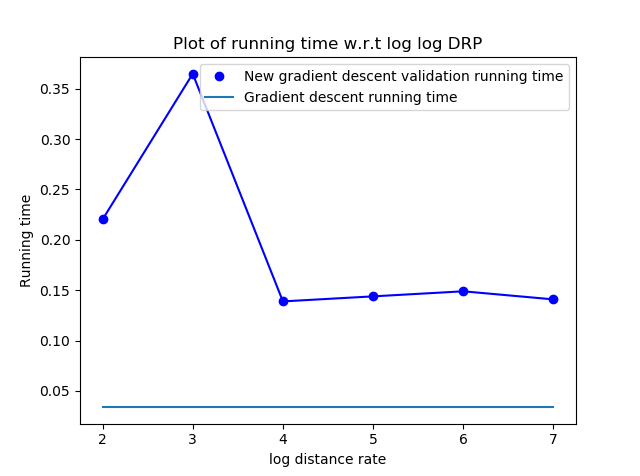 Plot of running time w.r.t log log DRP
New gradient descent validation running time
Gradient descent running time
0.35
0.30
0.25
0.20
0.15
0.10
0.05
Running time
2 3 4 5 6 7
log distance rate